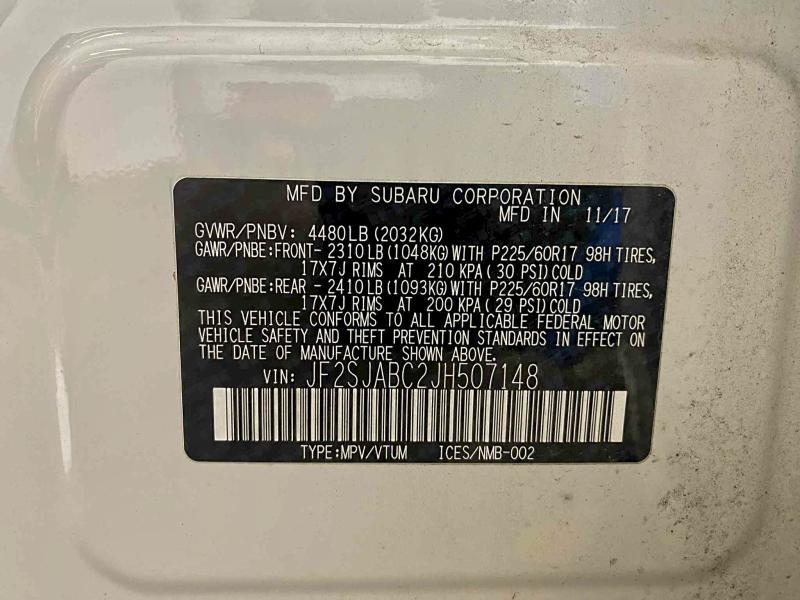 MFD BY SUBARU CORPORATION
MFD IN 11/17
GVWR/PNBV: 4480LB(2032KG)
GAWR/PNBE:FRONT- 2310LB(1048KG)WITH P225/60R17 98H TIRES,
17X7J RIMS AT 210 KPA( 30 PSI)COLD
GAWR/PNBE:REAR - 2410LB(1093KG)WITH P225/60R17 98H TIRES,
17X7J RIMS AT 200 KPA( 29 PSI)COLD
THIS VEHICLE CONFORMS TO ALL APPLICABLE FEDERAL MOTOR
VEHICLE SAFETY AND THEFT PREVENTION STANDARDS IN EFFECT ON
THE DATE OF MANUFACTURE SHOWN ABOVE.
VIN: JF2SJABC2JH507148
TYPE:MPV/VTUM ICES/NMB-002